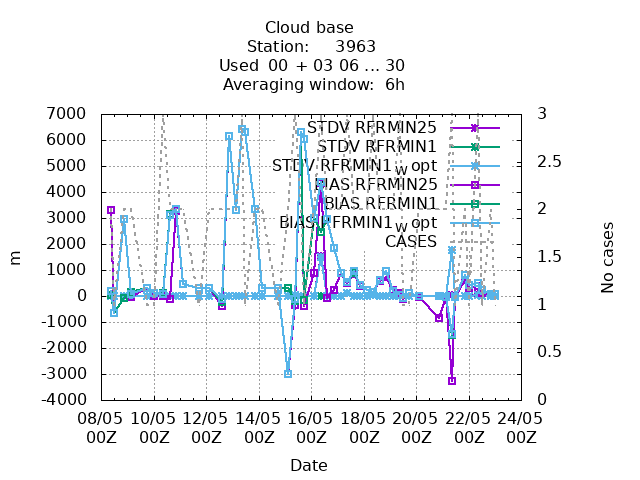 Cloud base
Station: 3963
Used 00 + 03 06 ... 30
Averaging window: 6h
7000
6000
5000
4000
3000
2000
1000
0
-1000
-2000
-3000
-4000
m
3
2.5
2
1.5
1
0.5
0
No cases
STDV RFRMIN25
STDV RFRMIN1
STDV RFRMIN1_w opt
BIAS RFRMIN25
BIAS RFRMIN1
BIAS RFRMIN1_w opt
CASES
08/05 10/05 12/05 14/05 16/05 18/05 20/05 22/05 24/05
00Z 00Z 00Z 00Z 00Z 00Z 00Z 00Z 00Z
Date